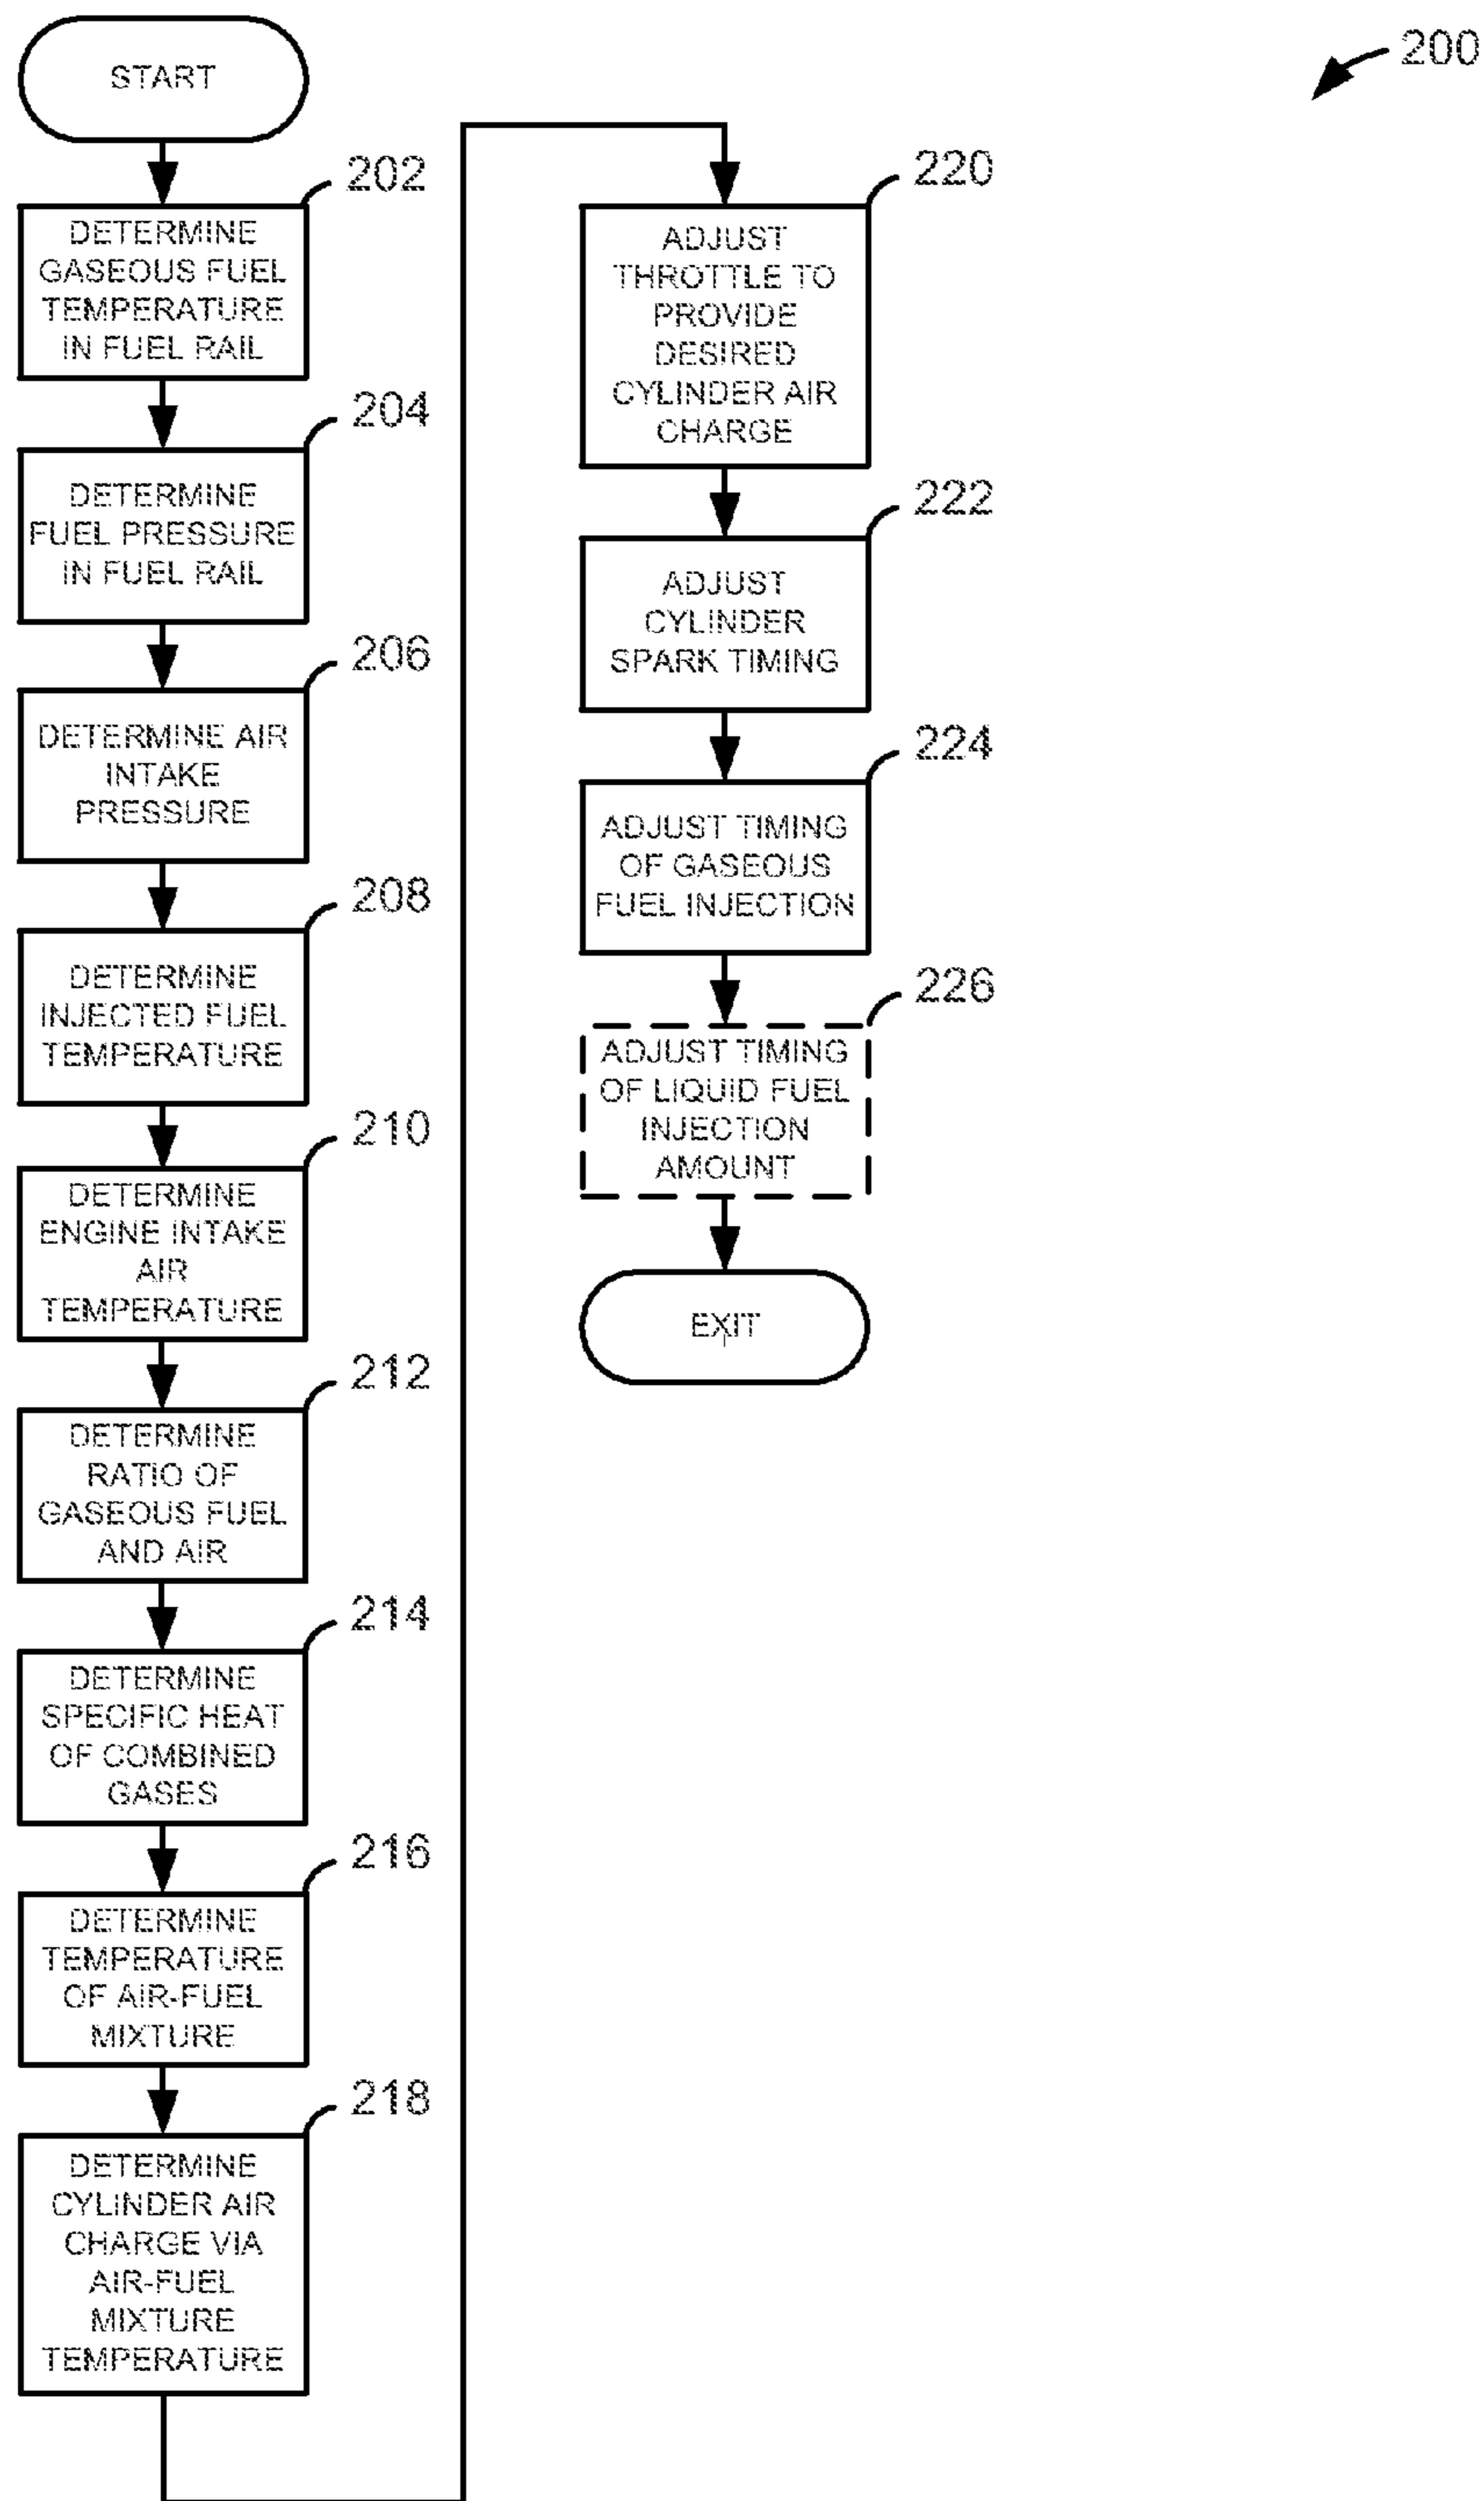 200
START
202
DETERMINE
GASEOUS FUEL
TEMPERATURE
IN FUEL RAIL
204
DETERMINE
FUEL PRESSURE
IN FUEL RAIL
206
DETERMINE AIR
INTAKE
PRESSURE
208
DETERMINE
INJECTED FUEL
TEMPERATURE
210
DETERMINE
ENGINE INTAKE
AIR
TEMPERATURE
212
DETERMINE
RATIO OF
GASEOUS FUEL
AND AIR
214
DETERMINE
SPECIFIC HEAT
OF COMBINED
GASES
216
DETERMINE
TEMPERATURE
OF AIR-FUEL
MIXTURE
218
DETERMINE
CYLINDER AIR
CHARGE VIA
AIR-FUEL
MIXTURE
TEMPERATURE
220
ADJUST
THROTTLE TO
PROVIDE
DESIRED
CYLINDER AIR
CHARGE
222
ADJUST
CYLINDER
SPARK TIMING
224
ADJUST TIMING
OF GASEOUS
FUEL INJECTION
226
ADJUST TIMING
OF LIQUID FUEL
INJECTION
AMOUNT
EXIT